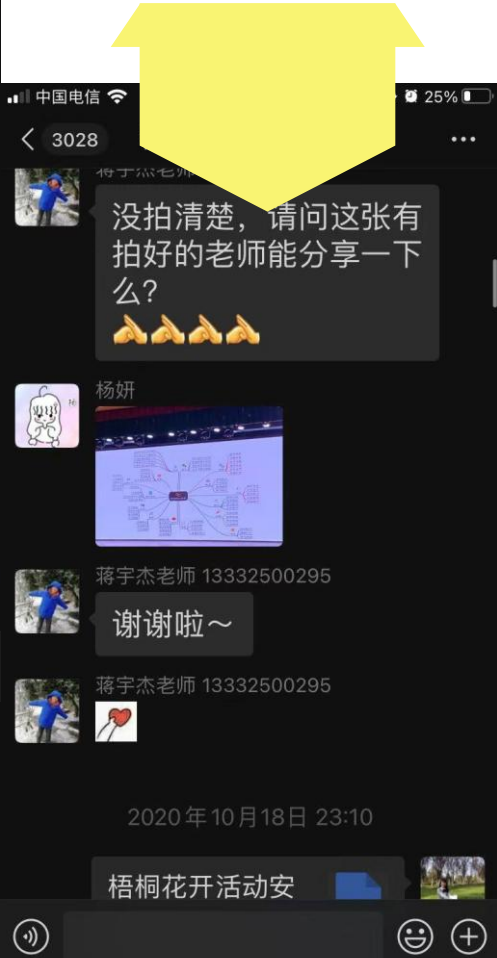 中国电信
25%
3028
蒋宇杰老师
没拍清楚，请问这张有
拍好的老师能分享一下
么？
杨妍
蒋宇杰老师 13332500295
谢谢啦～
蒋宇杰老师 13332500295
2020年10月18日 23:10
梧桐花开活动安